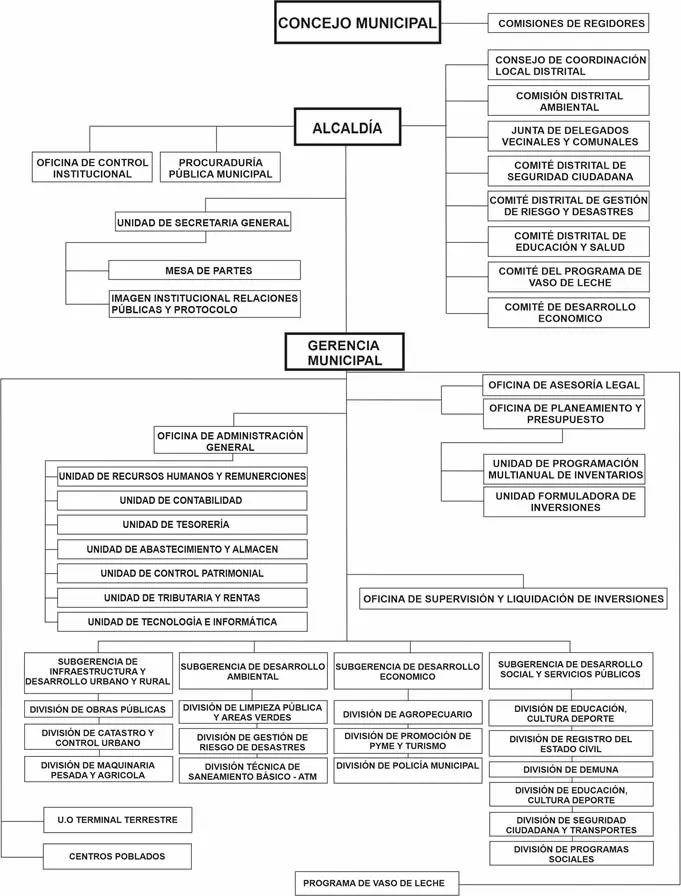 CONCEJO MUNICIPAL
COMISIONES DE REGIDORES
CONSEJO DE COORDINACIÓN
LOCAL DISTRITAL
COMISIÓN DISTRITAL
AMBIENTAL
ALCALDÍA
JUNTA DE DELEGADOS
VECINALES Y COMUNALES
OFICINA DE CONTROL
INSTITUCIONAL
PROCURADURÍA
PÚBLICA MUNICIPAL
COMITÉ DISTRITAL DE
SEGURIDAD CIUDADANA
COMITÉ DISTRITAL DE GESTIÓN
DE RIESGO Y DESASTRES
UNIDAD DE SECRETARIA GENERAL
COMITÉ DISTRITAL DE
EDUCACIÓN Y SALUD
MESA DE PARTES
COMITÉ DEL PROGRAMA DE
VASO DE LECHE
IMAGEN INSTITUCIONAL RELACIONES
PÚBLICAS Y PROTOCOLO
COMITÉ DE DESARROLLO
ECONOMICO
GERENCIA
MUNICIPAL
OFICINA DE ASESORÍA LEGAL
OFICINA DE PLANEAMIENTO Y
PRESUPUESTO
OFICINA DE ADMINISTRACIÓN
GENERAL
UNIDAD DE PROGRAMACIÓN
MULTIANUAL DE INVENTARIOS
UNIDAD FORMULADORA DE
INVERSIONES
UNIDAD DE RECURSOS HUMANOS Y REMUNERCIONES
UNIDAD DE CONTABILIDAD
UNIDAD DE TESORERÍA
UNIDAD DE ABASTECIMIENTO Y ALMACEN
UNIDAD DE CONTROL PATRIMONIAL
UNIDAD DE TRIBUTARIA Y RENTAS
UNIDAD DE TECNOLOGÍA E INFORMÁTICA
OFICINA DE SUPERVISIÓN Y LIQUIDACIÓN DE INVERSIONES
SUBGERENCIA DE
INFRAESTRUCTURA Y
DESARROLLO URBANO Y RURAL
DIVISIÓN DE OBRAS PÚBLICAS
DIVISIÓN DE CATASTRO Y
CONTROL URBANO
DIVISIÓN DE MAQUINARIA
PESADA Y AGRICOLA
SUBGERENCIA DE DESARROLLO
AMBIENTAL
DIVISIÓN DE LIMPIEZA PÚBLICA
Y AREAS VERDES
DIVISIÓN DE GESTIÓN DE
RIESGO DE DESASTRES
DIVISIÓN TÉCNICA DE
SANEAMIENTO BÁSICO - ATM
SUBGERENCIA DE DESARROLLO
ECONOMICO
DIVISIÓN DE AGROPECUARIO
DIVISIÓN DE PROMOCIÓN DE
PYME Y TURISMO
DIVISIÓN DE POLICÍA MUNICIPAL
SUBGERENCIA DE DESARROLLO
SOCIAL Y SERVICIOS PÚBLICOS
DIVISIÓN DE EDUCACIÓN,
CULTURA DEPORTE
DIVISIÓN DE REGISTRO DEL
ESTADO CIVIL
DIVISIÓN DE DEMUNA
DIVISIÓN DE EDUCACIÓN,
CULTURA DEPORTE
DIVISIÓN DE SEGURIDAD
CIUDADANA Y TRANSPORTES
DIVISIÓN DE PROGRAMAS
SOCIALES
U.O TERMINAL TERRESTRE
CENTROS POBLADOS
PROGRAMA DE VASO DE LECHE